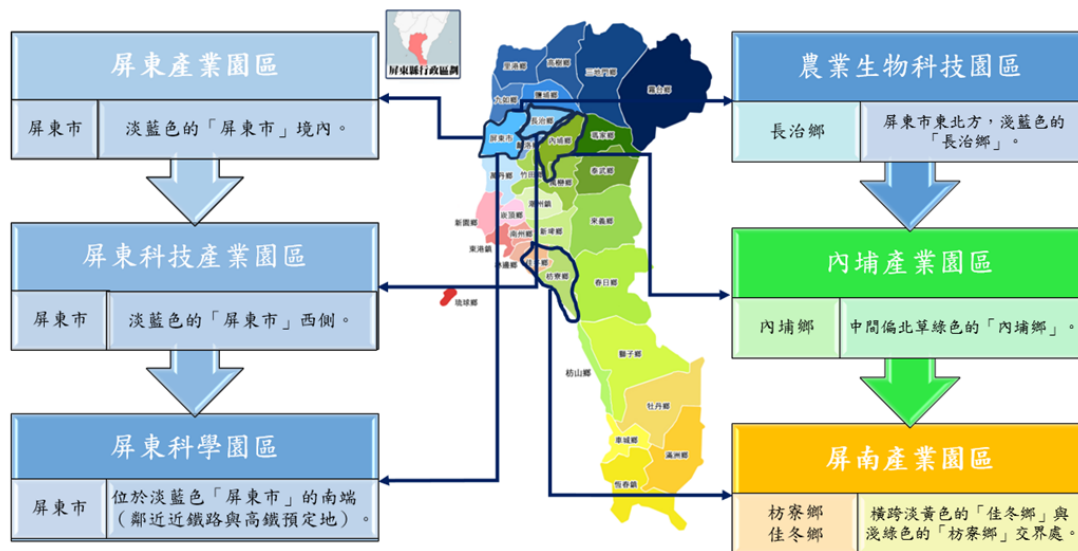 屏東產業園區
屏東市
淡藍色的「屏東市」境內。
屏東科技產業園區
屏東市
淡藍色的「屏東市」西側。
屏東科學園區
屏東市
位於淡藍色「屏東市」的南端
（鄰近近鐵路與高鐵預定地）。
屏東縣行政區劃
里港鄉
高樹鄉
三地門鄉
霧台鄉
九如鄉
鹽埔鄉
長治鄉
屏東市
內埔鄉
瑪家鄉
竹田鄉
泰武鄉
萬丹鄉
萬巒鄉
潮州鎮
來義鄉
新園鄉
崁頂鄉
南州鄉
新埤鄉
東港鎮
林邊鄉
佳冬鄉
枋寮鄉
春日鄉
琉球鄉
獅子鄉
枋山鄉
牡丹鄉
車城鄉
滿洲鄉
恆春鎮
農業生物科技園區
長治鄉
屏東市東北方，淺藍色的
「長治鄉」。
內埔產業園區
內埔鄉
中間偏北草綠色的「內埔鄉」。
屏南產業園區
枋寮鄉
佳冬鄉
橫跨淡黃色的「佳冬鄉」與
淺綠色的「枋寮鄉」交界處。